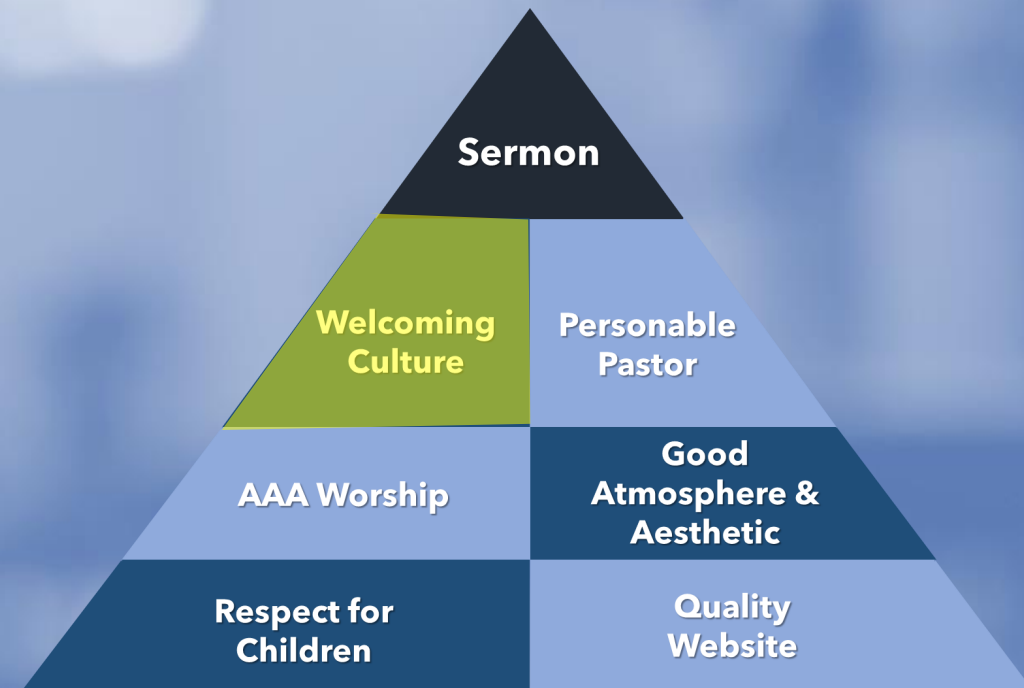 Sermon
Welcoming
Culture
Personable
Pastor
AAA Worship
Good
Atmosphere &
Aesthetic
Respect for
Children
Quality
Website